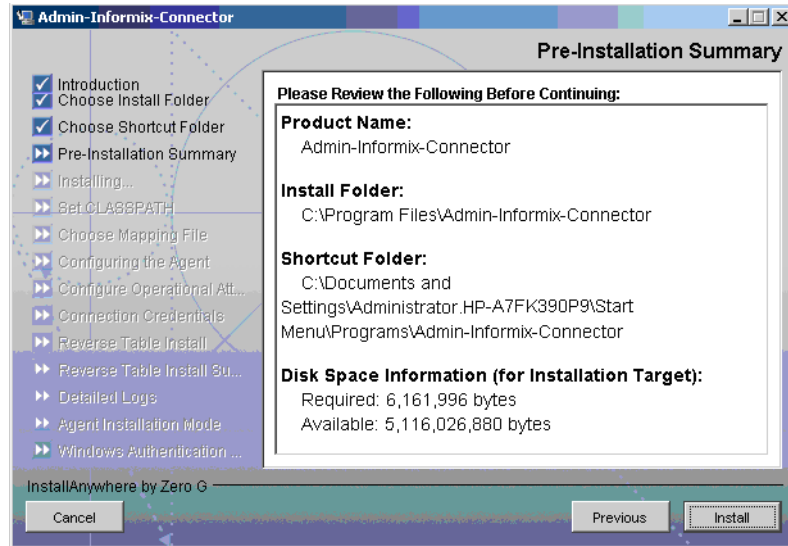 Admin-Informix-Connector
Pre-Installation Summary
Introduction
Choose Install Folder
Choose Shortcut Folder
Pre-Installation Summary
Installing...
Set CLASSPATH
Choose Mapping File
Configuring the Agent
Configure Operational Att...
Connection Credentials
Reverse Table Install
Reverse Table Install Su...
Detailed Logs
Agent Installation Mode
Windows Authentication ...
Please Review the Following Before Continuing:
Product Name:
Admin-Informix-Connector
Install Folder:
C:\Program Files\Admin-Informix-Connector
Shortcut Folder:
C:\Documents and
Settings\Administrator.HP-A7FK390P9\Start
Menu\Programs\Admin-Informix-Connector
Disk Space Information (for Installation Target):
Required: 6,161,996 bytes
Available: 5,116,026,880 bytes
InstallAnywhere by Zero G
Cancel
Previous
Install